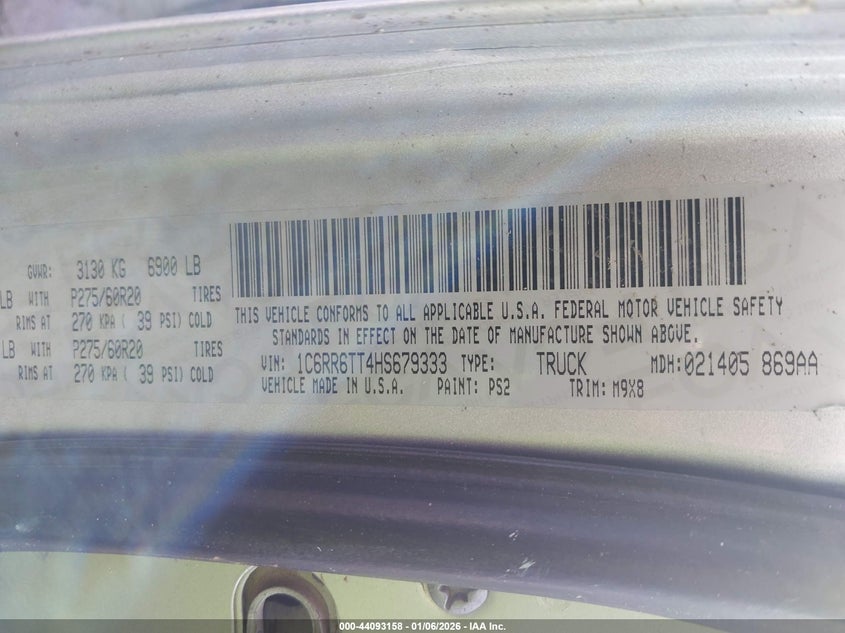 GVWR: 3130 KG 6900 LB
LB WITH P275/60R20 TIRES
RIMS AT 270 KPA ( 39 PSI) COLD
LB WITH P275/60R20 TIRES
RIMS AT 270 KPA ( 39 PSI) COLD
THIS VEHICLE CONFORMS TO ALL APPLICABLE U.S.A. FEDERAL MOTOR VEHICLE SAFETY
STANDARDS IN EFFECT ON THE DATE OF MANUFACTURE SHOWN ABOVE.
VIN: 1C6RR6TT4HS679333 TYPE: TRUCK MDH:021405 869AA
VEHICLE MADE IN U.S.A. PAINT: PS2 TRIM: M9X8
000-44093158 - 01/06/2026 - IAA Inc.